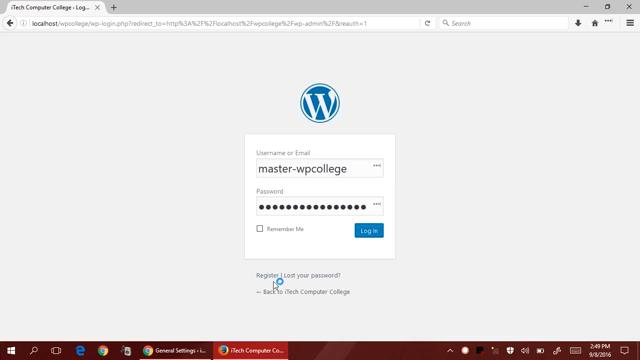 iTech Computer College ‹ Log...
localhost/wpcollege/wp-login.php?redirect_to=http%3A%2F%2Flocalhost%2Fwpcollege%2Fwp-admin%2F&reauth=1
Search
Username or Email
master-wpcollege
Password
Remember Me
Log In
Register | Lost your password?
← Back to iTech Computer College
General Settings ‹ i...
iTech Computer Co...
2:49 PM
9/8/2016